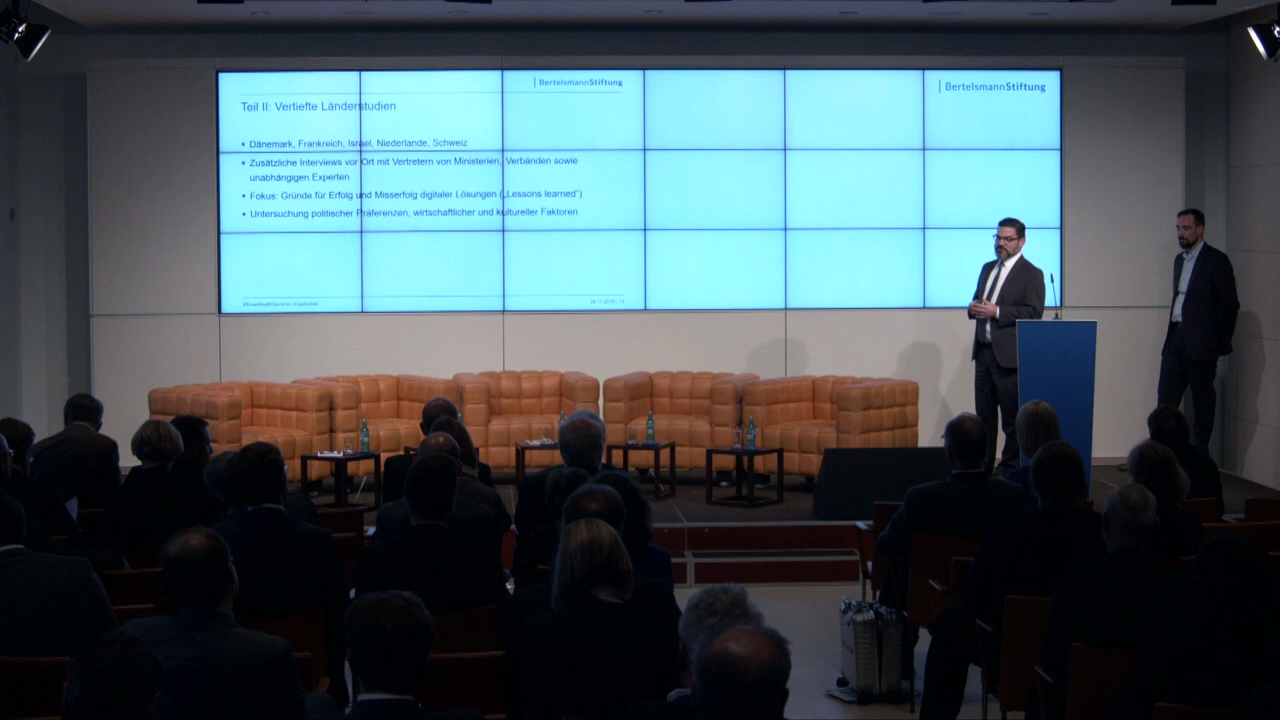 BertelsmannStiftung
BertelsmannStiftung
Teil II: Vertiefte Länderstudien
Dänemark, Frankreich, Israel, Niederlande, Schweiz
Zusätzliche Interviews vor Ort mit Vertretern von Ministerien, Verbänden sowie
unabhängigen Experten
Fokus: Gründe für Erfolg und Misserfolg digitaler Lösungen („Lessons learned“)
Untersuchung politischer Präferenzen, wirtschaftlicher und kultureller Faktoren